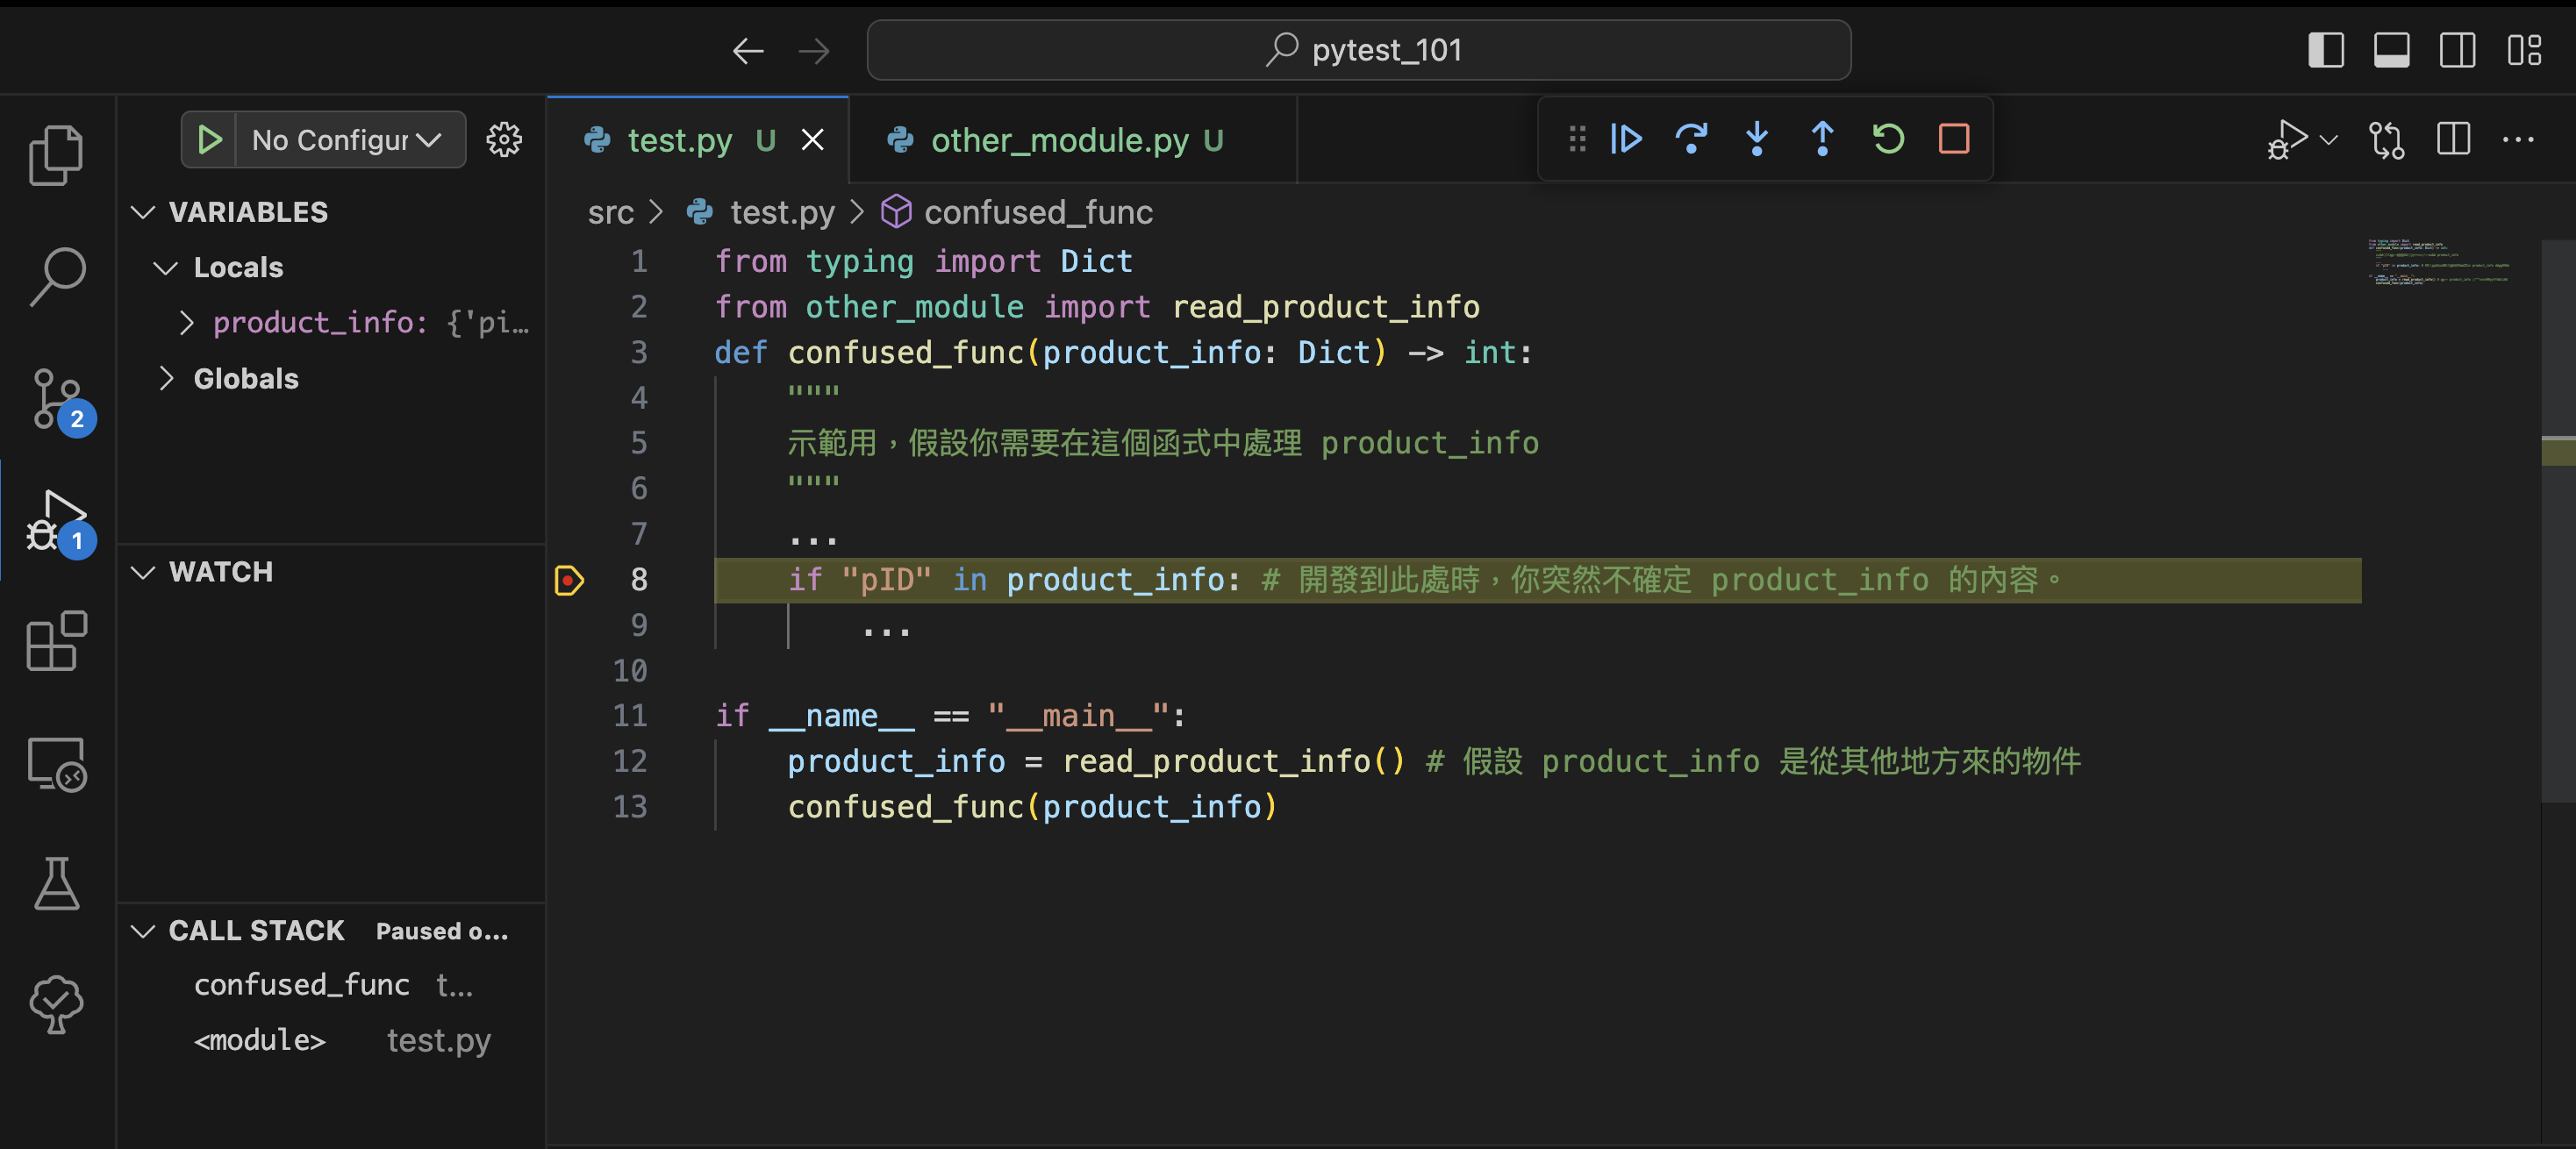 pytest_101
No Configur
test.py U
other_module.py U
VARIABLES
Locals
product_info: {'pi...
Globals
2
1
WATCH
CALL STACK Paused o...
confused_func t...
<module> test.py
src > test.py > confused_func
1 from typing import Dict
2 from other_module import read_product_info
3 def confused_func(product_info: Dict) -> int:
4 """
5 示範用，假設你需要在這個函式中處理 product_info
6 """
7 ...
8 if "pID" in product_info: # 開發到此處時，你突然不確定 product_info 的內容。
9 ...
10
11 if __name__ == "__main__":
12 product_info = read_product_info() # 假設 product_info 是從其他地方來的物件
13 confused_func(product_info)